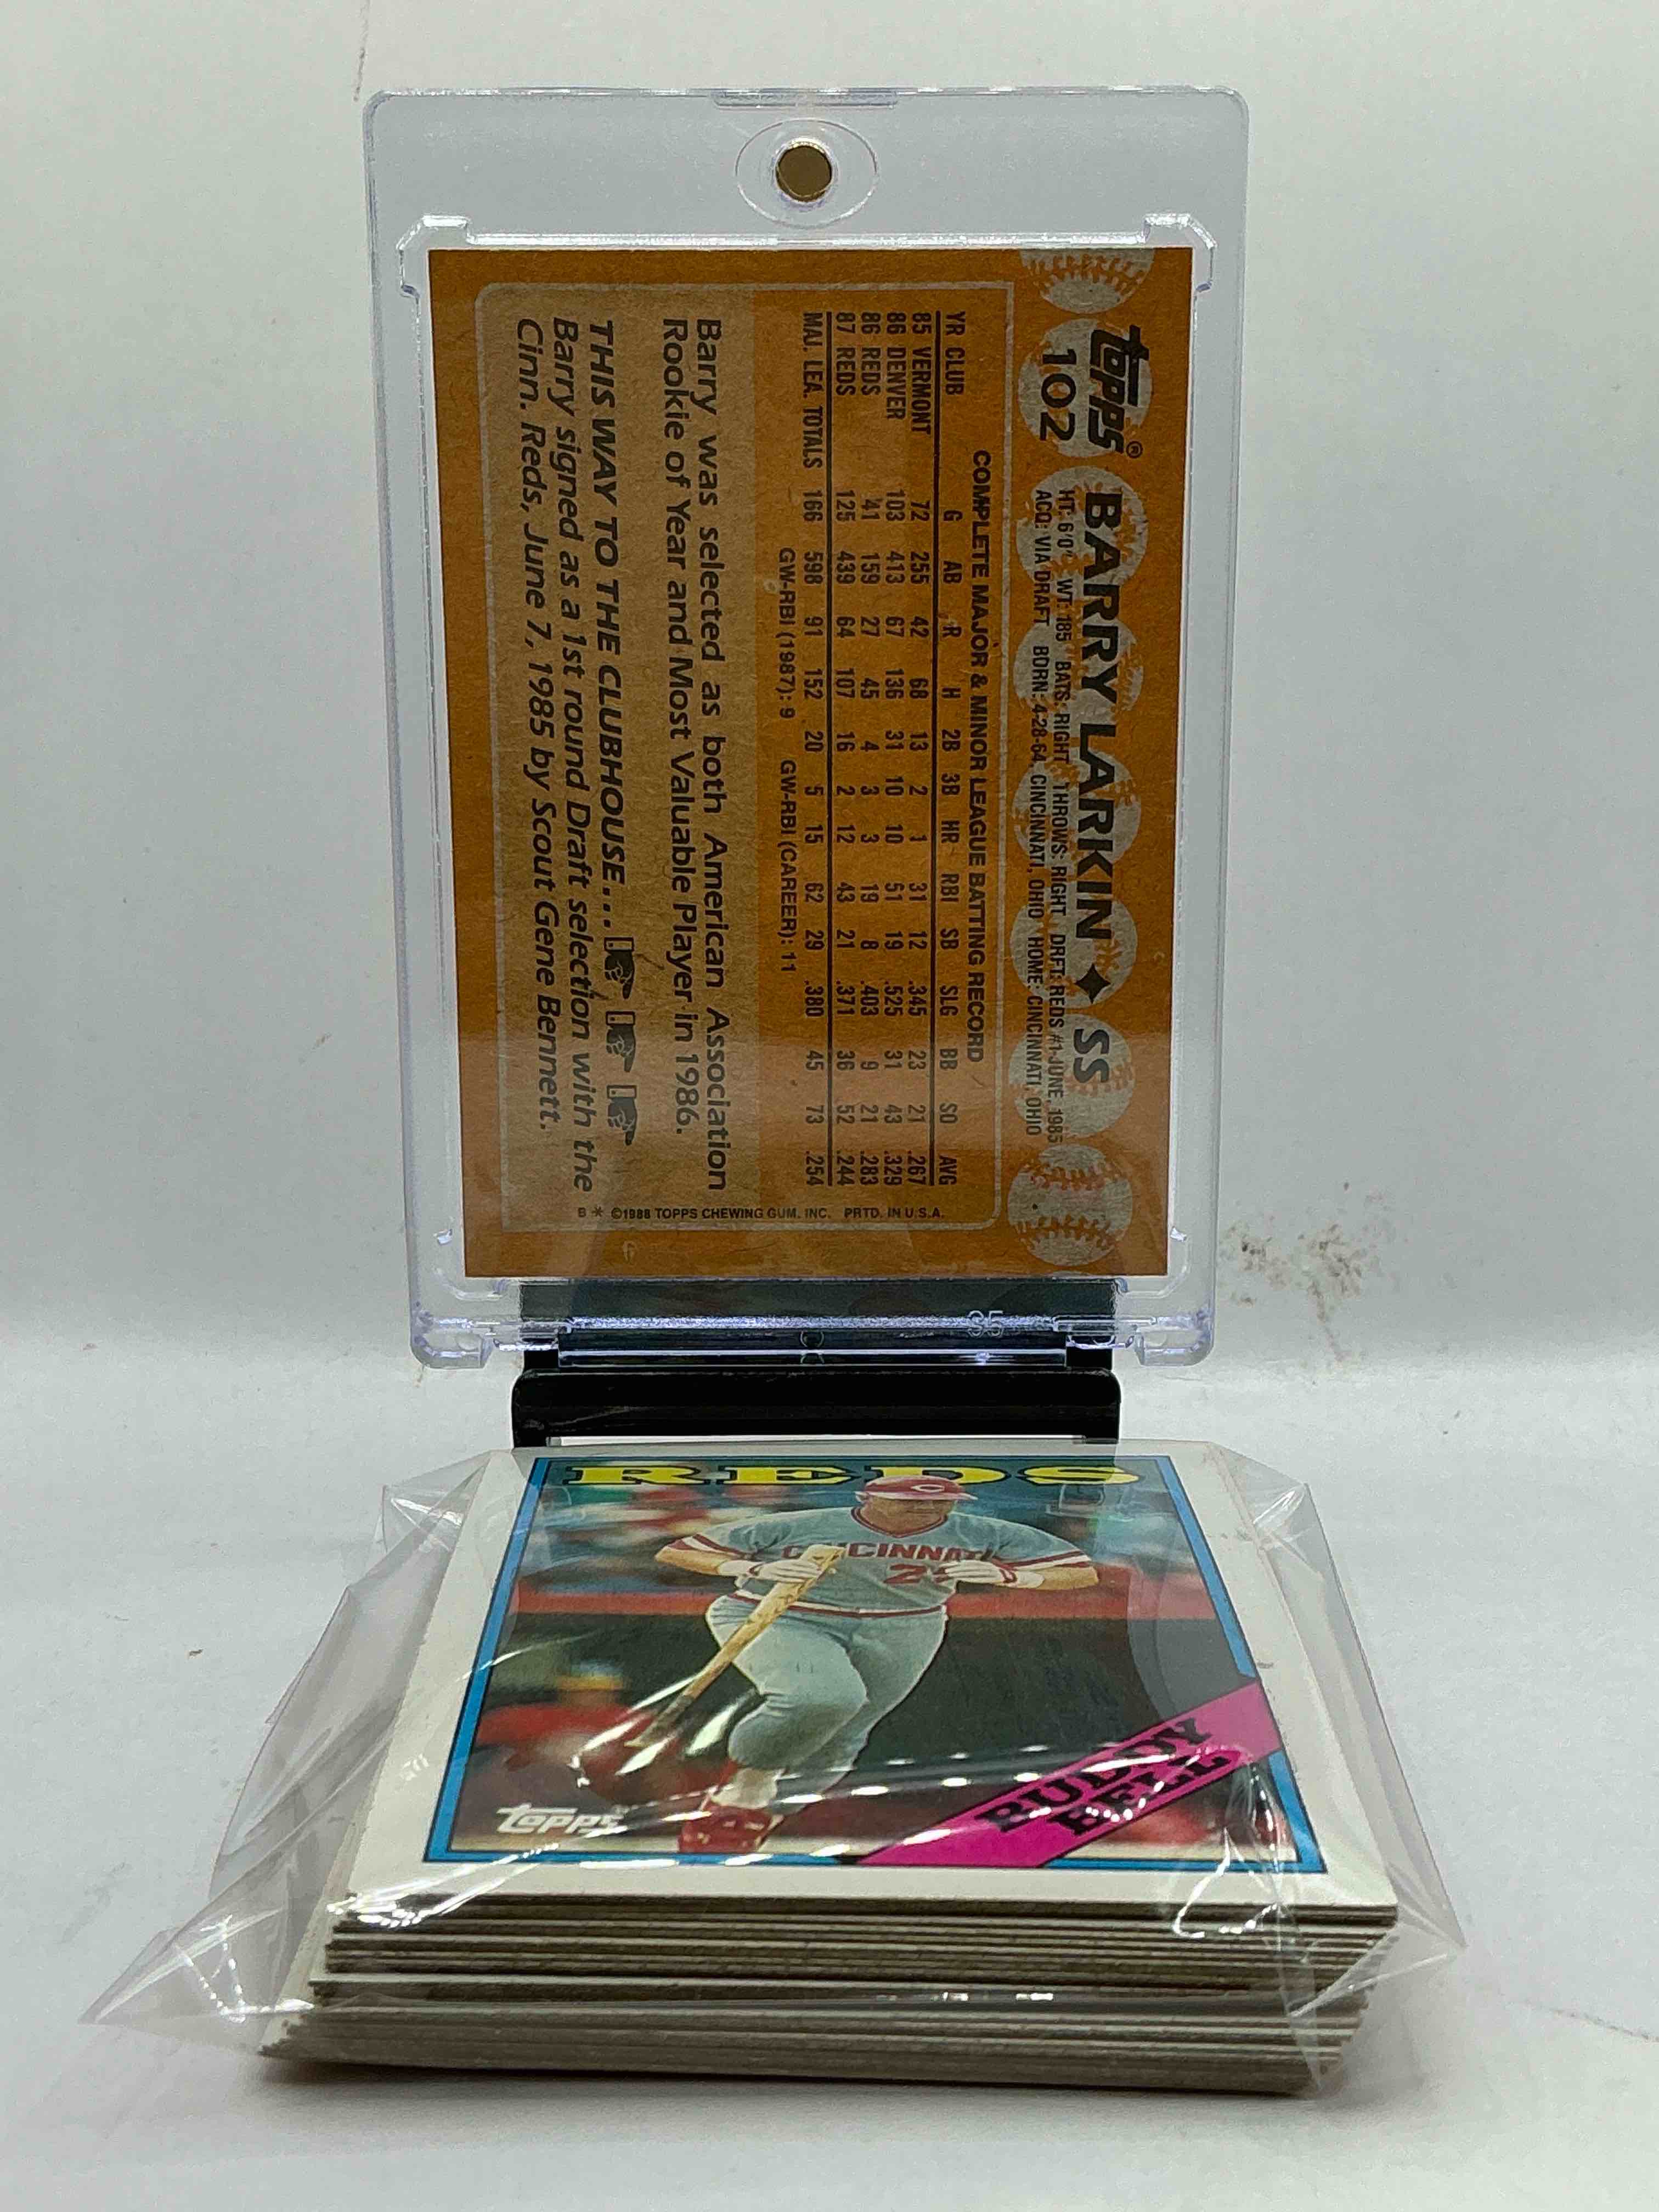 topps®
102
BARRY LARKIN ♦ SS
HT: 6'0" WT: 185 BATS: RIGHT THROWS: RIGHT DRFT: REDS #1-JUNE, 1985
ACQ: VIA DRAFT BORN: 4-28-64, CINCINNATI, OHIO HOME: CINCINNATI, OHIO
COMPLETE MAJOR & MINOR LEAGUE BATTING RECORD
YR CLUB G AB R H 2B 3B HR RBI SB SLG BB SO AVG
85 VERMONT 72 255 42 68 13 2 1 31 12 .345 23 21 .267
86 DENVER 103 413 67 136 31 10 10 51 19 .525 31 43 .329
86 REDS 41 159 27 45 4 3 3 19 8 .403 9 21 .283
87 REDS 125 439 64 107 16 2 12 43 21 .371 36 52 .244
MAJ. LEA. TOTALS 166 598 91 152 20 5 15 62 29 .380 45 73 .254
GW-RBI (1987): 9 GW-RBI (CAREER): 11
Barry was selected as both American Association
Rookie of Year and Most Valuable Player in 1986.
THIS WAY TO THE CLUBHOUSE...
Barry signed as a 1st round Draft selection with the
Cinn. Reds, June 7, 1985 by Scout Gene Bennett.
B * ©1988 TOPPS CHEWING GUM, INC. PRTD. IN U.S.A.
REDS
CINCINNATI
BUDDY
BELL
topps